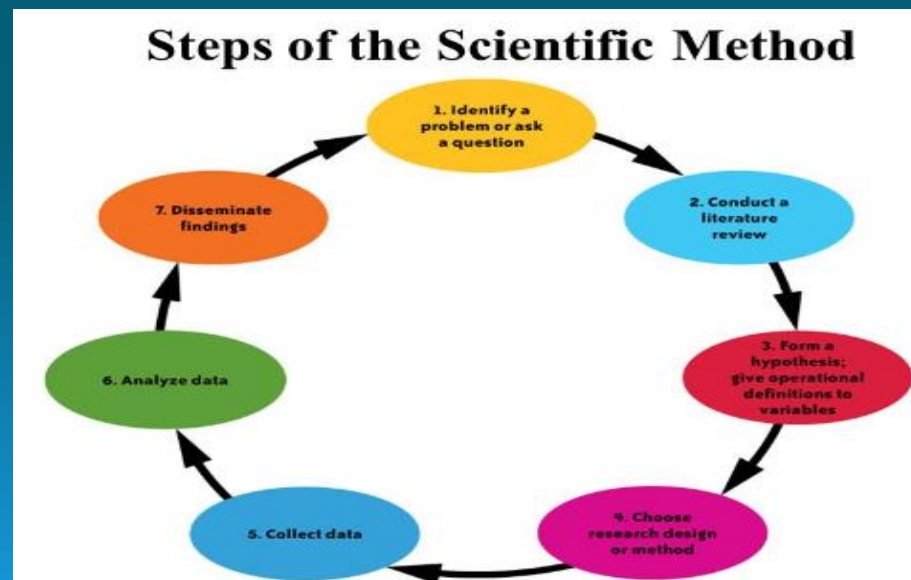 Steps of the Scientific Method
1. Identify a
problem or ask
a question
2. Conduct a
literature
review
3. Form a
hypothesis;
give operational
definitions to
variables
4. Choose
research design
or method
5. Collect data
6. Analyze data
7. Disseminate
findings